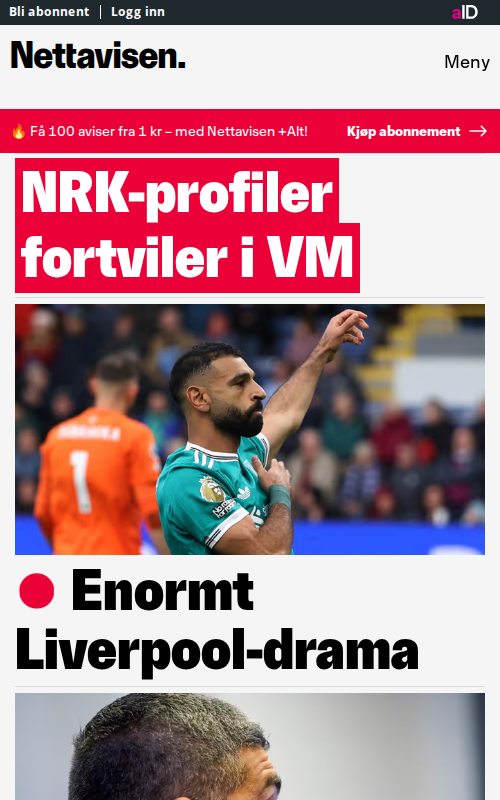 Bli abonnent | Logg inn
aID
Nettavisen.
Meny
🔥 Få 100 aviser fra 1 kr – med Nettavisen +Alt!
Kjøp abonnement →
NRK-profiler
fortviler i VM
1
Enormt
Liverpool-drama